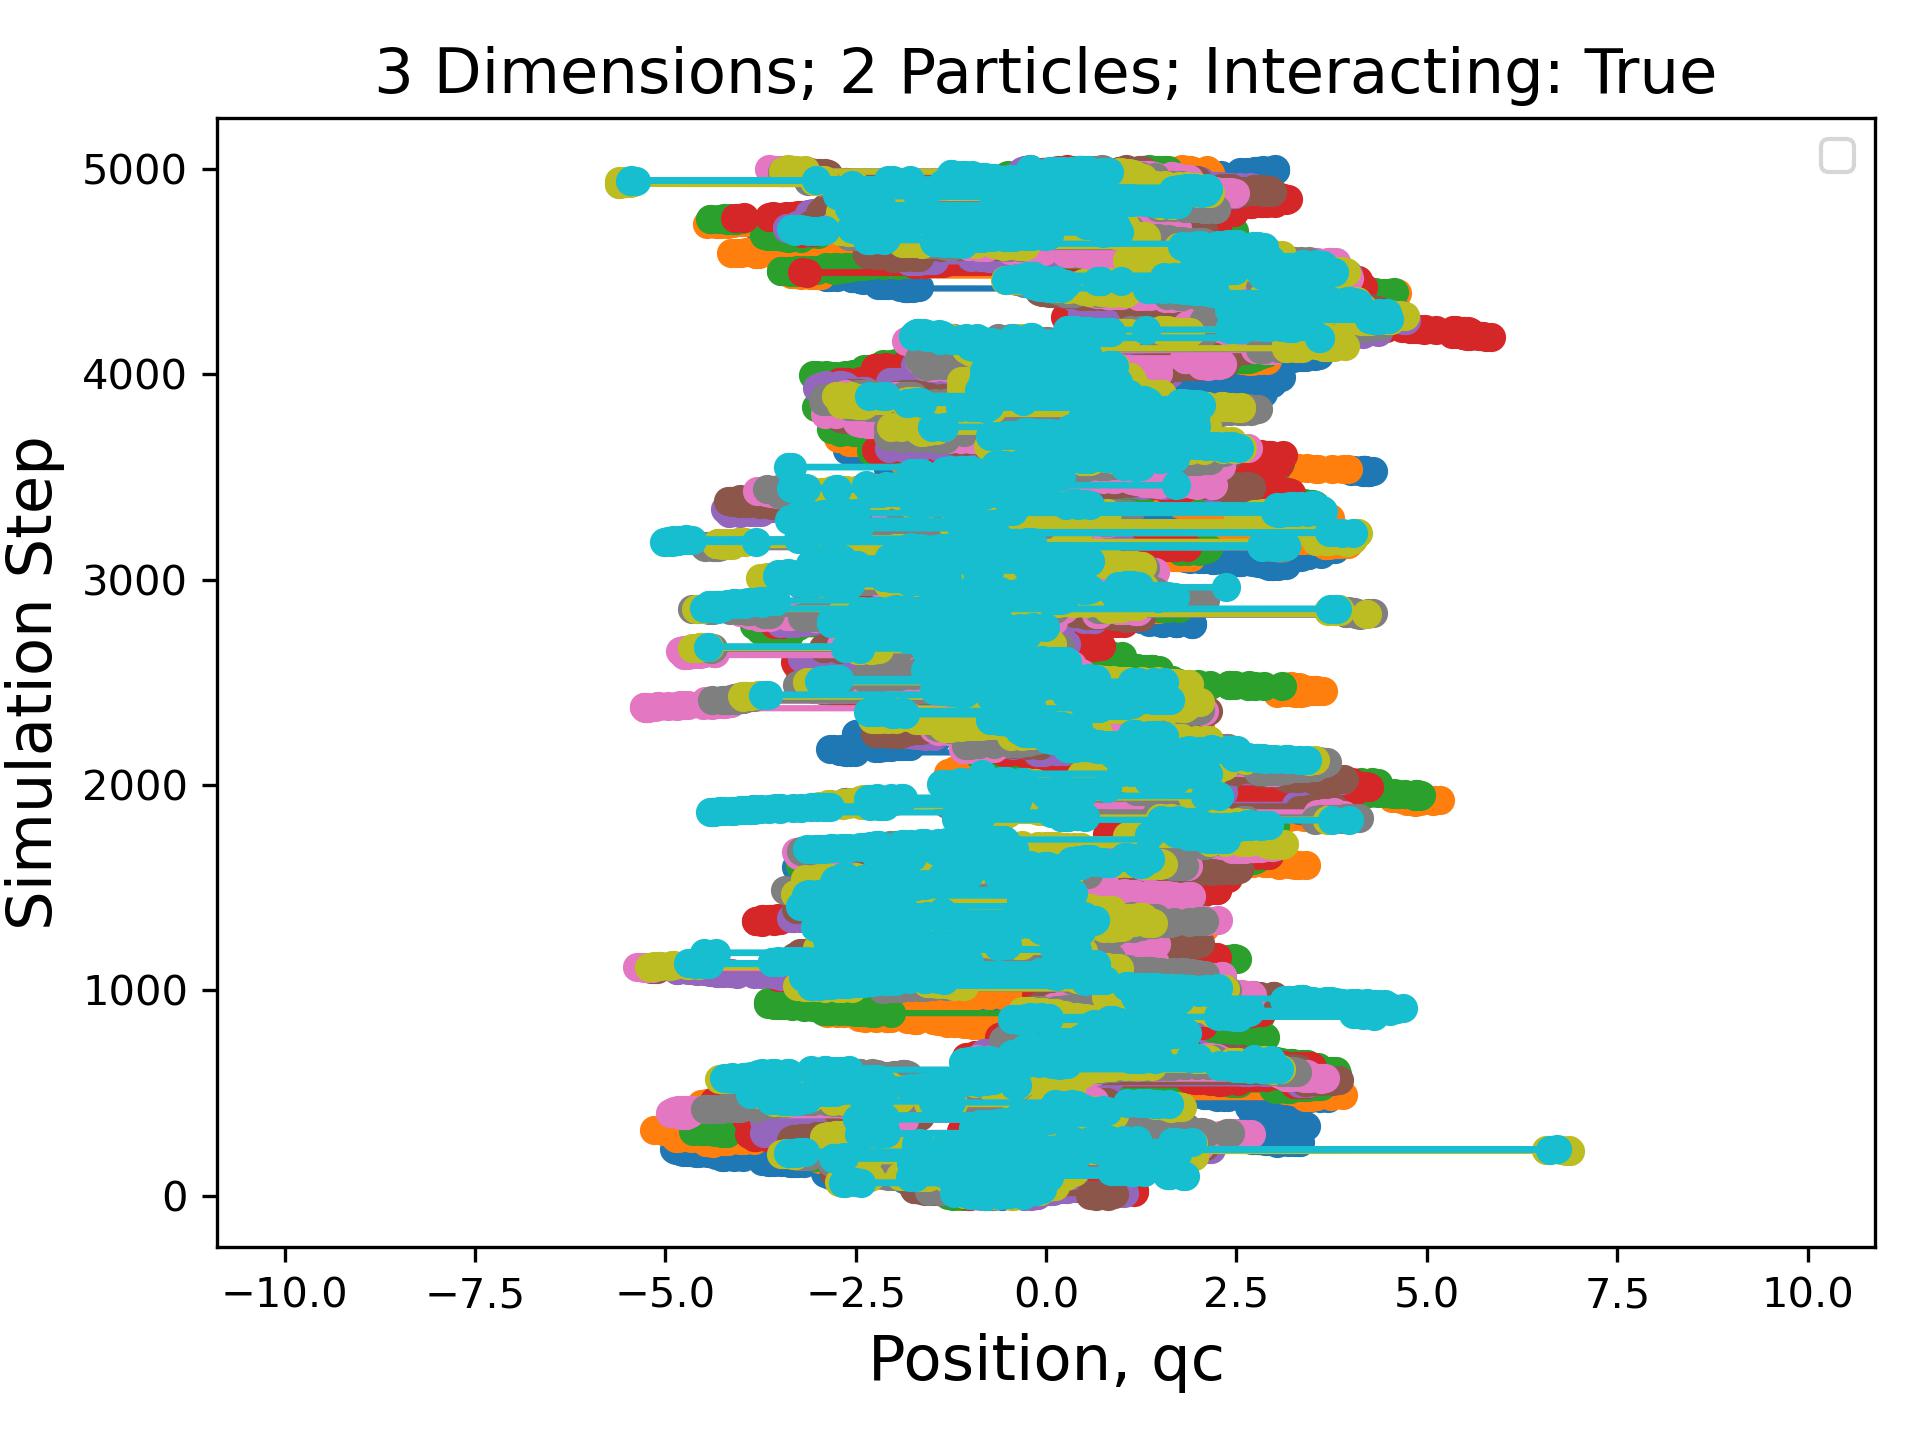 3 Dimensions; 2 Particles; Interacting: True
Simulation Step
5000
4000
3000
2000
1000
0
−10.0 −7.5 −5.0 −2.5 0.0 2.5 5.0 7.5 10.0
Position, qc